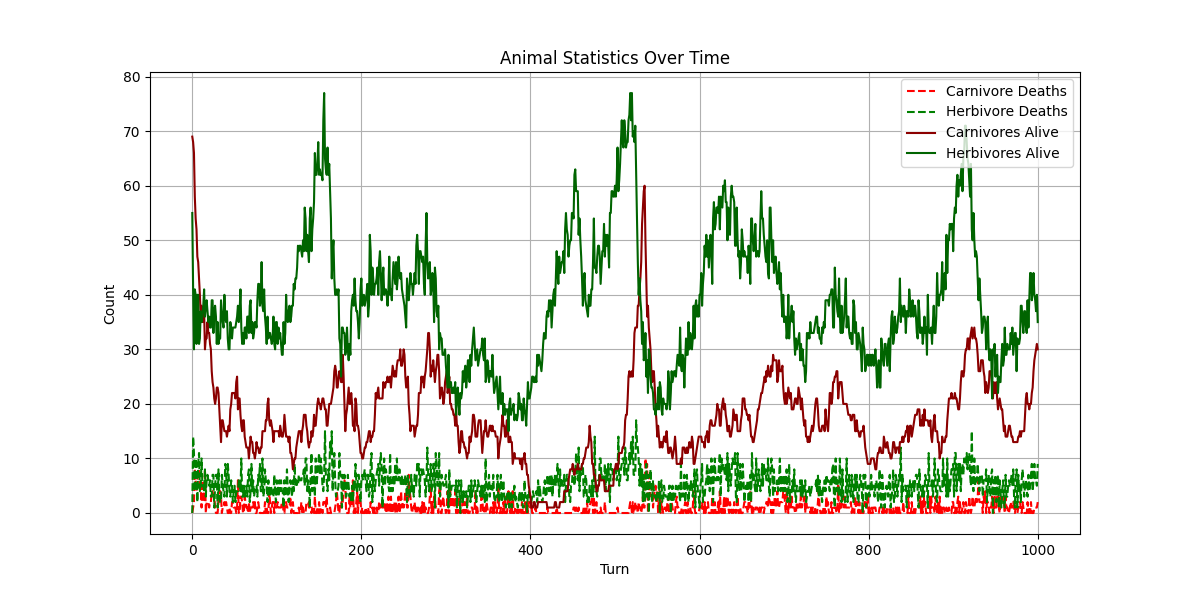 Animal Statistics Over Time
80
70
60
50
40
30
20
10
0
Count
Carnivore Deaths
Herbivore Deaths
Carnivores Alive
Herbivores Alive
0
200
400
600
800
1000
Turn